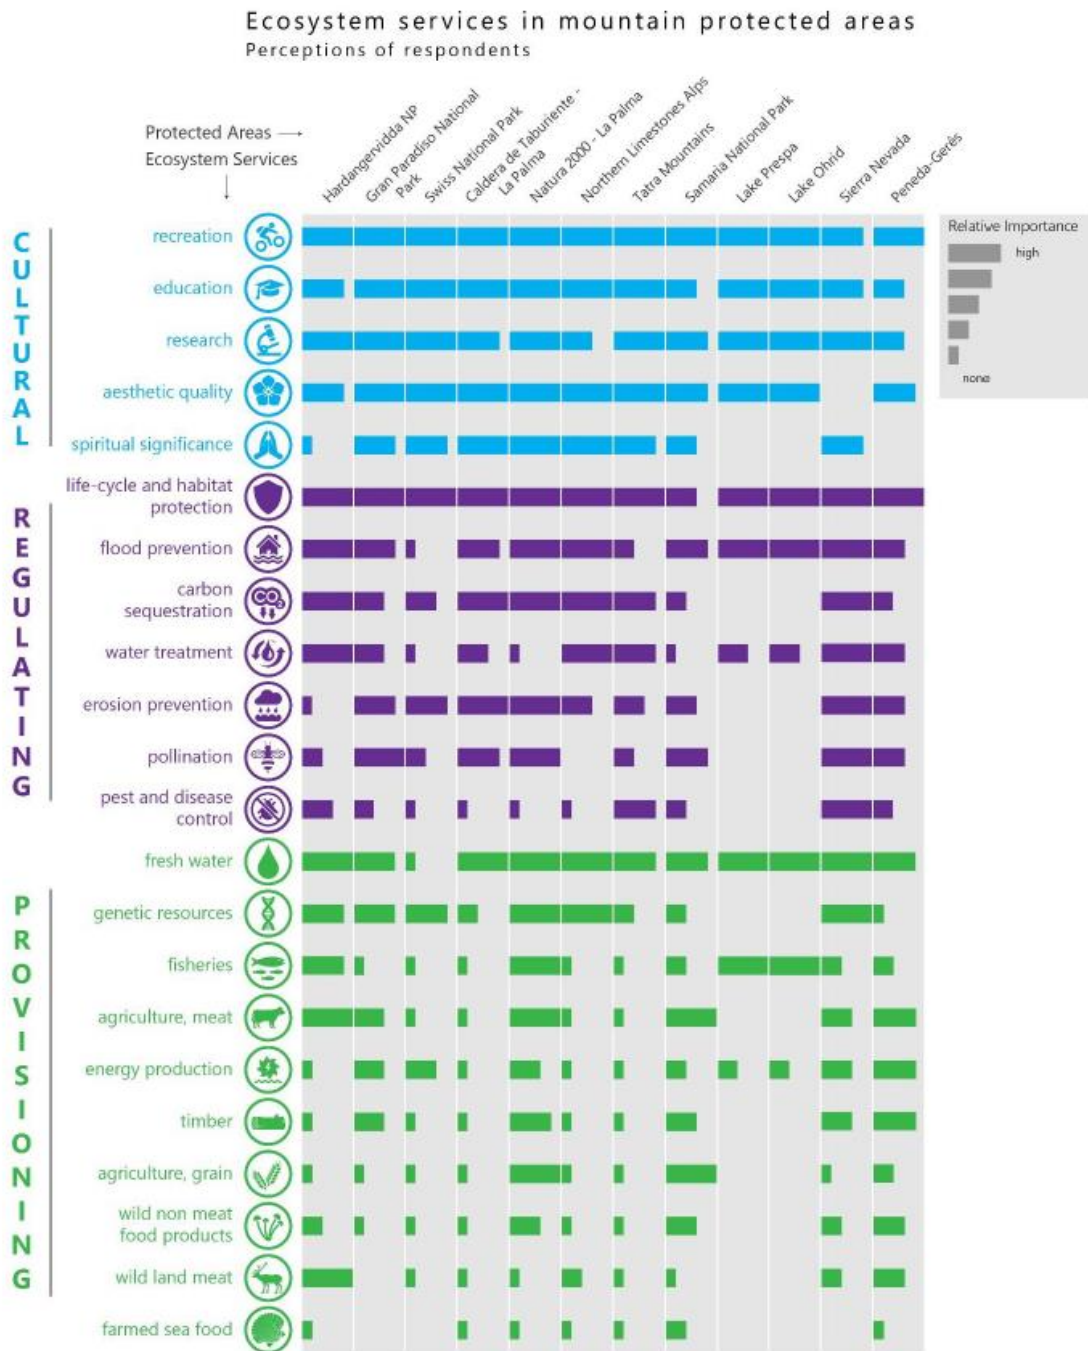 Ecosystem services in mountain protected areas
Perceptions of respondents
Protected Areas
Ecosystem Services
Hardangervidda NP
Gran Paradiso National
Park
Swiss National Park
Caldera de Taburiente -
La Palma
Natura 2000 - La Palma
Northern Limestones Alps
Tatra Mountains
Samaria National Park
Lake Prespa
Lake Ohrid
Sierra Nevada
Peneda-Gerês
Relative Importance
high
none
CULTURAL
recreation
education
research
aesthetic quality
spiritual significance
REGULATING
life-cycle and habitat
protection
flood prevention
carbon
sequestration
CO2
water treatment
erosion prevention
pollination
pest and disease
control
PROVISIONING
fresh water
genetic resources
fisheries
agriculture, meat
energy production
timber
agriculture, grain
wild non meat
food products
wild land meat
farmed sea food